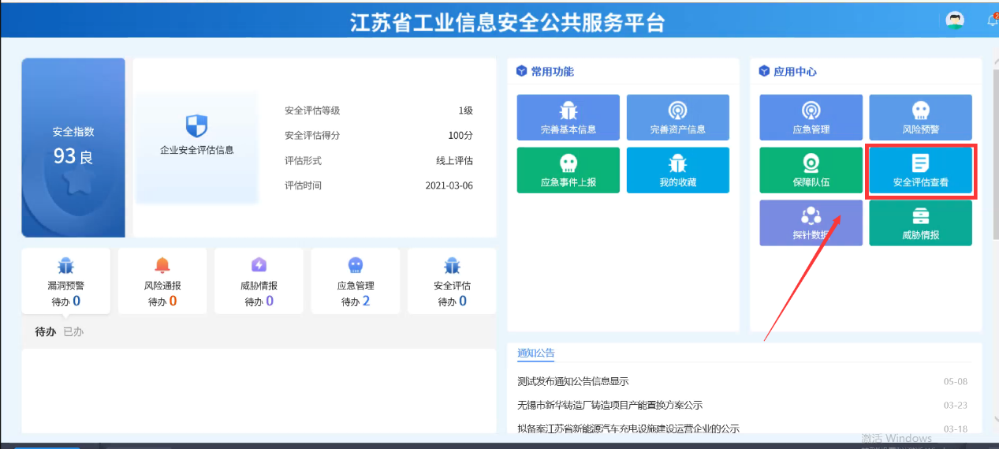 江苏省工业信息安全公共服务平台
2
安全指数
93 良
企业安全评估信息
安全评估等级 1级
安全评估得分 100分
评估形式 线上评估
评估时间 2021-03-06
常用功能
完善基本信息 完善资产信息
应急事件上报 我的收藏
应用中心
应急管理 风险预警
保障队伍 安全评估查看
探针数据 威胁情报
漏洞预警 风险通报 威胁情报 应急管理 安全评估
待办 0 待办 0 待办 0 待办 2 待办 0
待办 已办
通知公告
测试发布通知公告信息显示 05-08
无锡市新华铸造厂铸造项目产能置换方案公示 03-23
拟备案江苏省新能源汽车充电设施建设运营企业的公示 03-18
激活 Windows